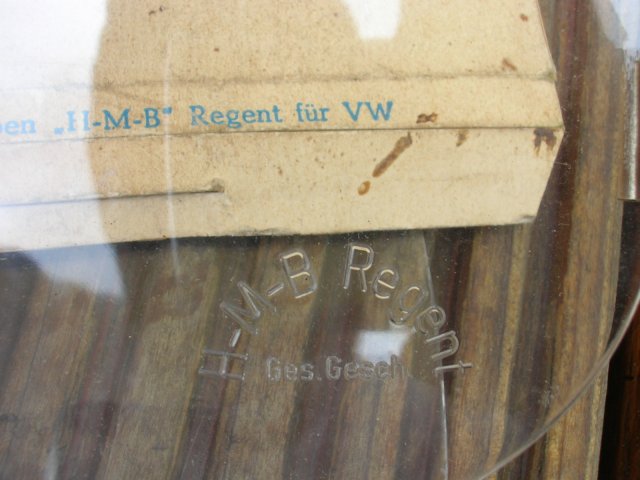 „H-M-B“ Regent für VW
H-M-B Regent
Ges.Gesch.